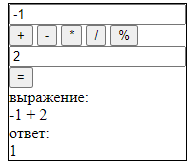 -1
+ - * / %
2
=
выражение:
-1 + 2
ответ:
1